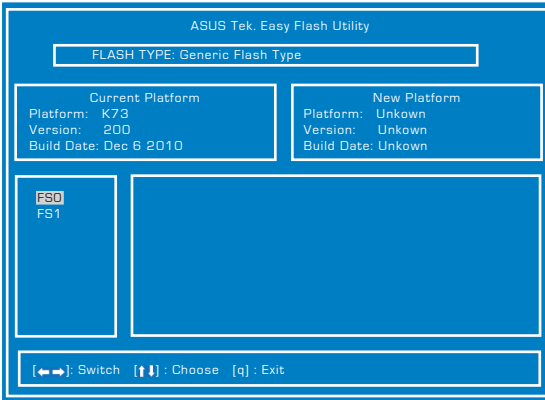 ASUS Tek. Easy Flash Utility
FLASH TYPE: Generic Flash Type
Current Platform
Platform: K73
Version: 200
Build Date: Dec 6 2010
New Platform
Platform: Unkown
Version: Unkown
Build Date: Unkown
FS0
FS1
[←→]: Switch [↑↓] : Choose [q] : Exit